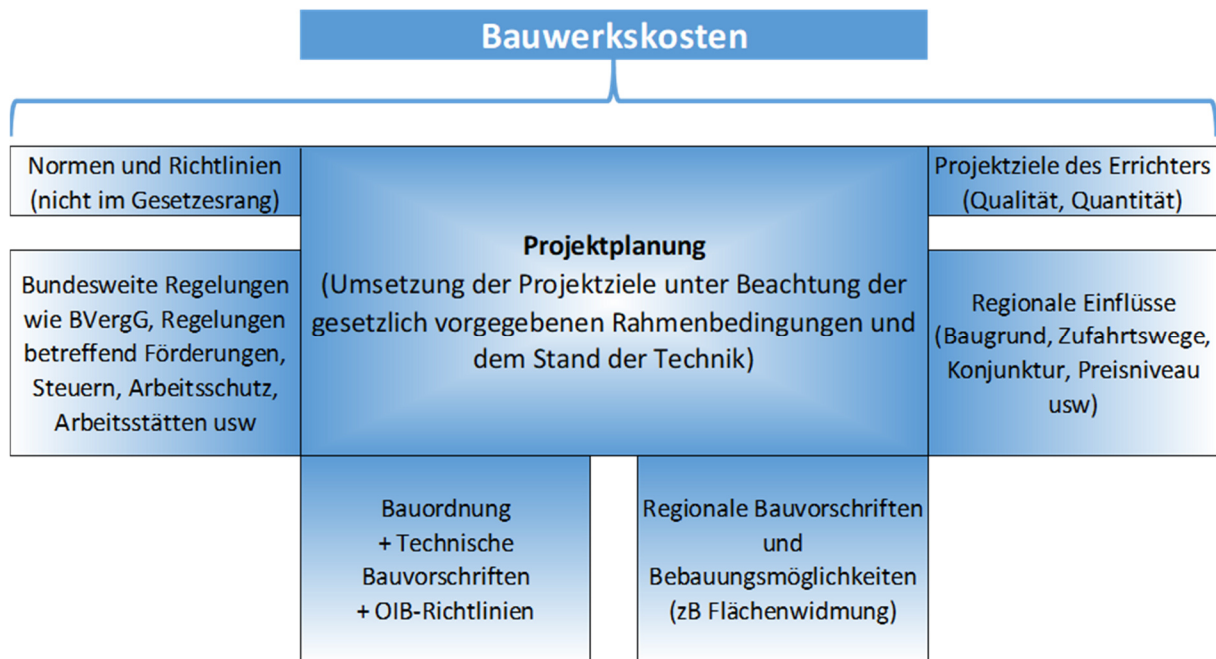 Bauwerkskosten
Normen und Richtlinien
(nicht im Gesetzesrang)
Bundesweite Regelungen
wie BVergG, Regelungen
betreffend Förderungen,
Steuern, Arbeitsschutz,
Arbeitsstätten usw
Projektplanung
(Umsetzung der Projektziele unter Beachtung der
gesetzlich vorgegebenen Rahmenbedingungen und
dem Stand der Technik)
Projektziele des Errichters
(Qualität, Quantität)
Regionale Einflüsse
(Baugrund, Zufahrtswege,
Konjunktur, Preisniveau
usw)
Bauordnung
+ Technische
Bauvorschriften
+ OIB-Richtlinien
Regionale Bauvorschriften
und
Bebauungsmöglichkeiten
(zB Flächenwidmung)